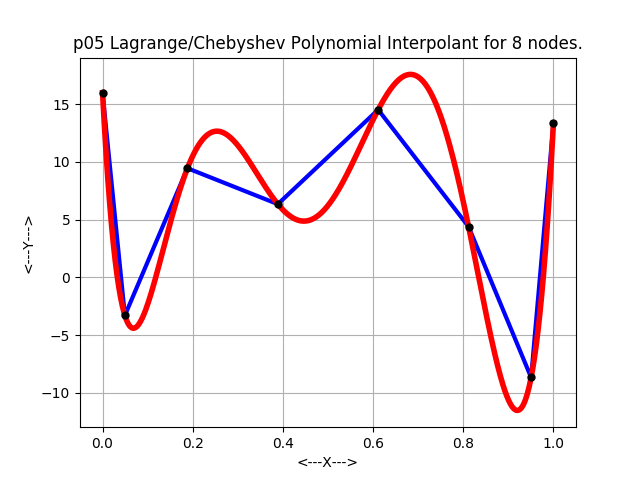 p05 Lagrange/Chebyshev Polynomial Interpolant for 8 nodes.
15
10
5
0
−5
−10
<---Y--->
0.0 0.2 0.4 0.6 0.8 1.0
<---X--->